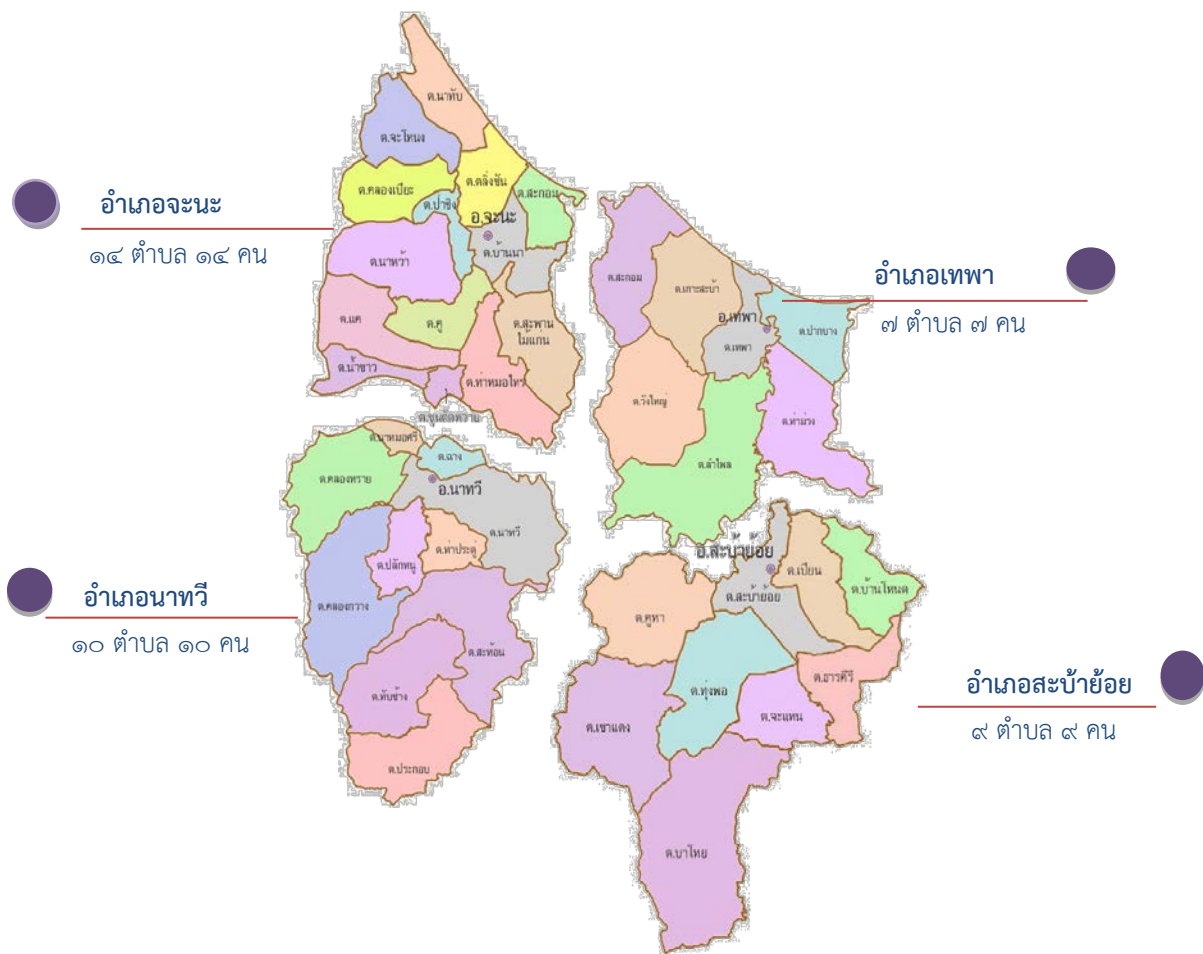 ต.นาทับ
ต.จะโหนง
ต.คลองเปียะ
ต.ตลิ่งชัน
ต.สะกอม
ต.ป่าชิง
อ.จะนะ
ต.บ้านนา
ต.นาหว้า
ต.แค
ต.คู
ต.สะพาน
ไม้แก่น
ต.น้ำขาว
ต.ท่าหมอไทร
ต.ขุนตัดหวาย
อำเภอจะนะ
๑๔ ตำบล ๑๔ คน
ต.สะกอม
ต.เกาะสะบ้า
อ.เทพา
ต.เทพา
ต.ปากบาง
ต.วังใหญ่
ต.ท่าม่วง
ต.ลำไพล
อำเภอเทพา
๗ ตำบล ๗ คน
ต.นาหมอศรี
ต.ฉาง
ต.คลองทราย
อ.นาทวี
ต.นาทวี
ต.ท่าประดู่
ต.ปลักหนู
ต.คลองกวาง
ต.สะท้อน
ต.ทับช้าง
ต.ประกอบ
อำเภอนาทวี
๑๐ ตำบล ๑๐ คน
อ.สะบ้าย้อย
ต.เปียน
ต.บ้านโหนด
ต.สะบ้าย้อย
ต.คูหา
ต.ธารคีรี
ต.ทุ่งพอ
ต.จะแหน
ต.เขาแดง
ต.บาโหย
อำเภอสะบ้าย้อย
๙ ตำบล ๙ คน